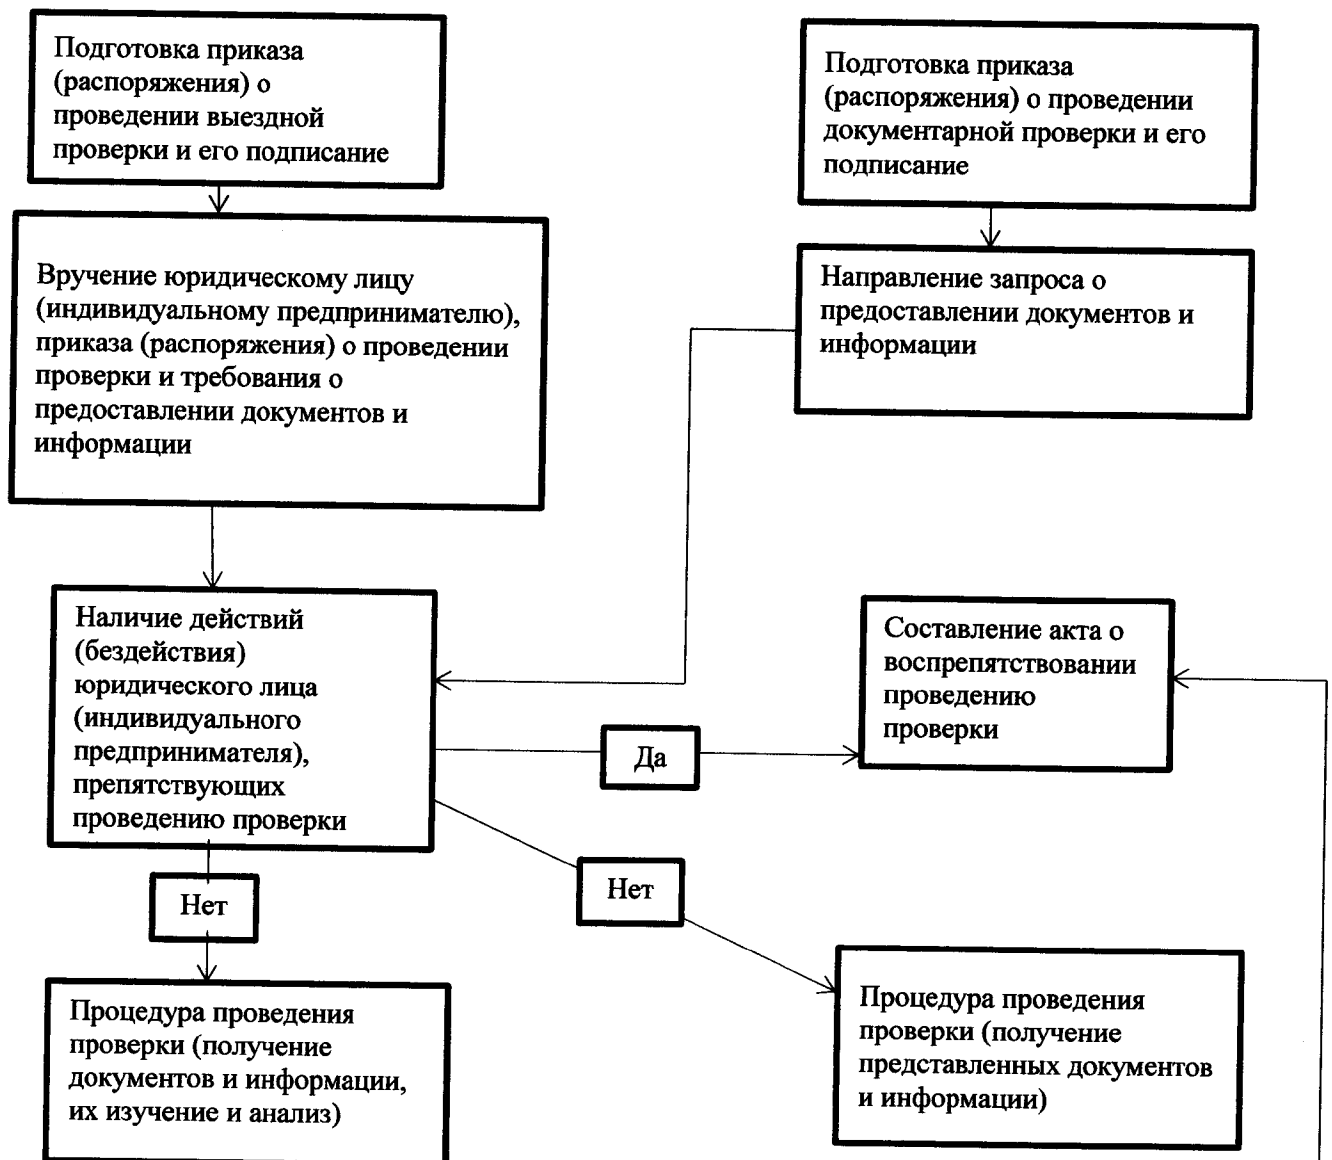 Подготовка приказа
(распоряжения) о
проведении выездной
проверки и его подписание
Подготовка приказа
(распоряжения) о проведении
документарной проверки и его
подписание
Вручение юридическому лицу
(индивидуальному предпринимателю),
приказа (распоряжения) о проведении
проверки и требования о
предоставлении документов и
информации
Направление запроса о
предоставлении документов и
информации
Наличие действий
(бездействия)
юридического лица
(индивидуального
предпринимателя),
препятствующих
проведению проверки
Составление акта о
воспрепятствовании
проведению
проверки
Да
Нет
Нет
Процедура проведения
проверки (получение
документов и информации,
их изучение и анализ)
Процедура проведения
проверки (получение
представленных документов
и информации)